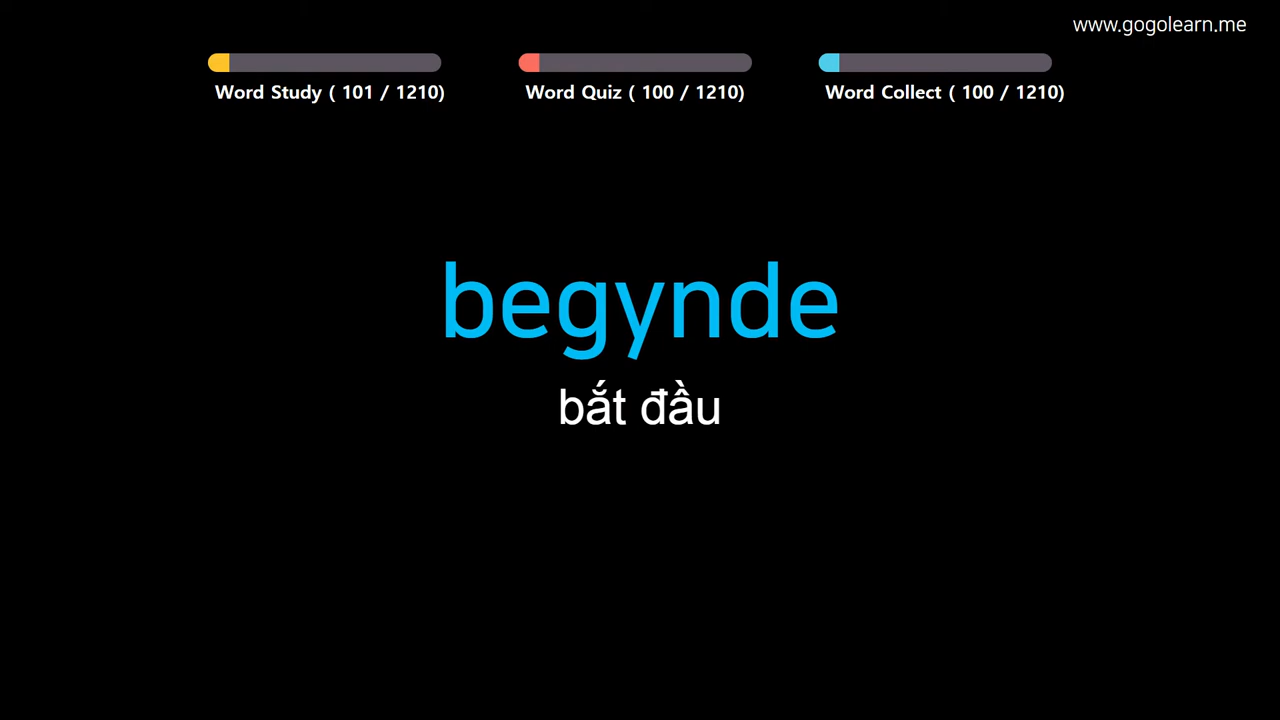 www.gogolearn.me
Word Study ( 101 / 1210)
Word Quiz ( 100 / 1210)
Word Collect ( 100 / 1210)
begynde
bắt đầu